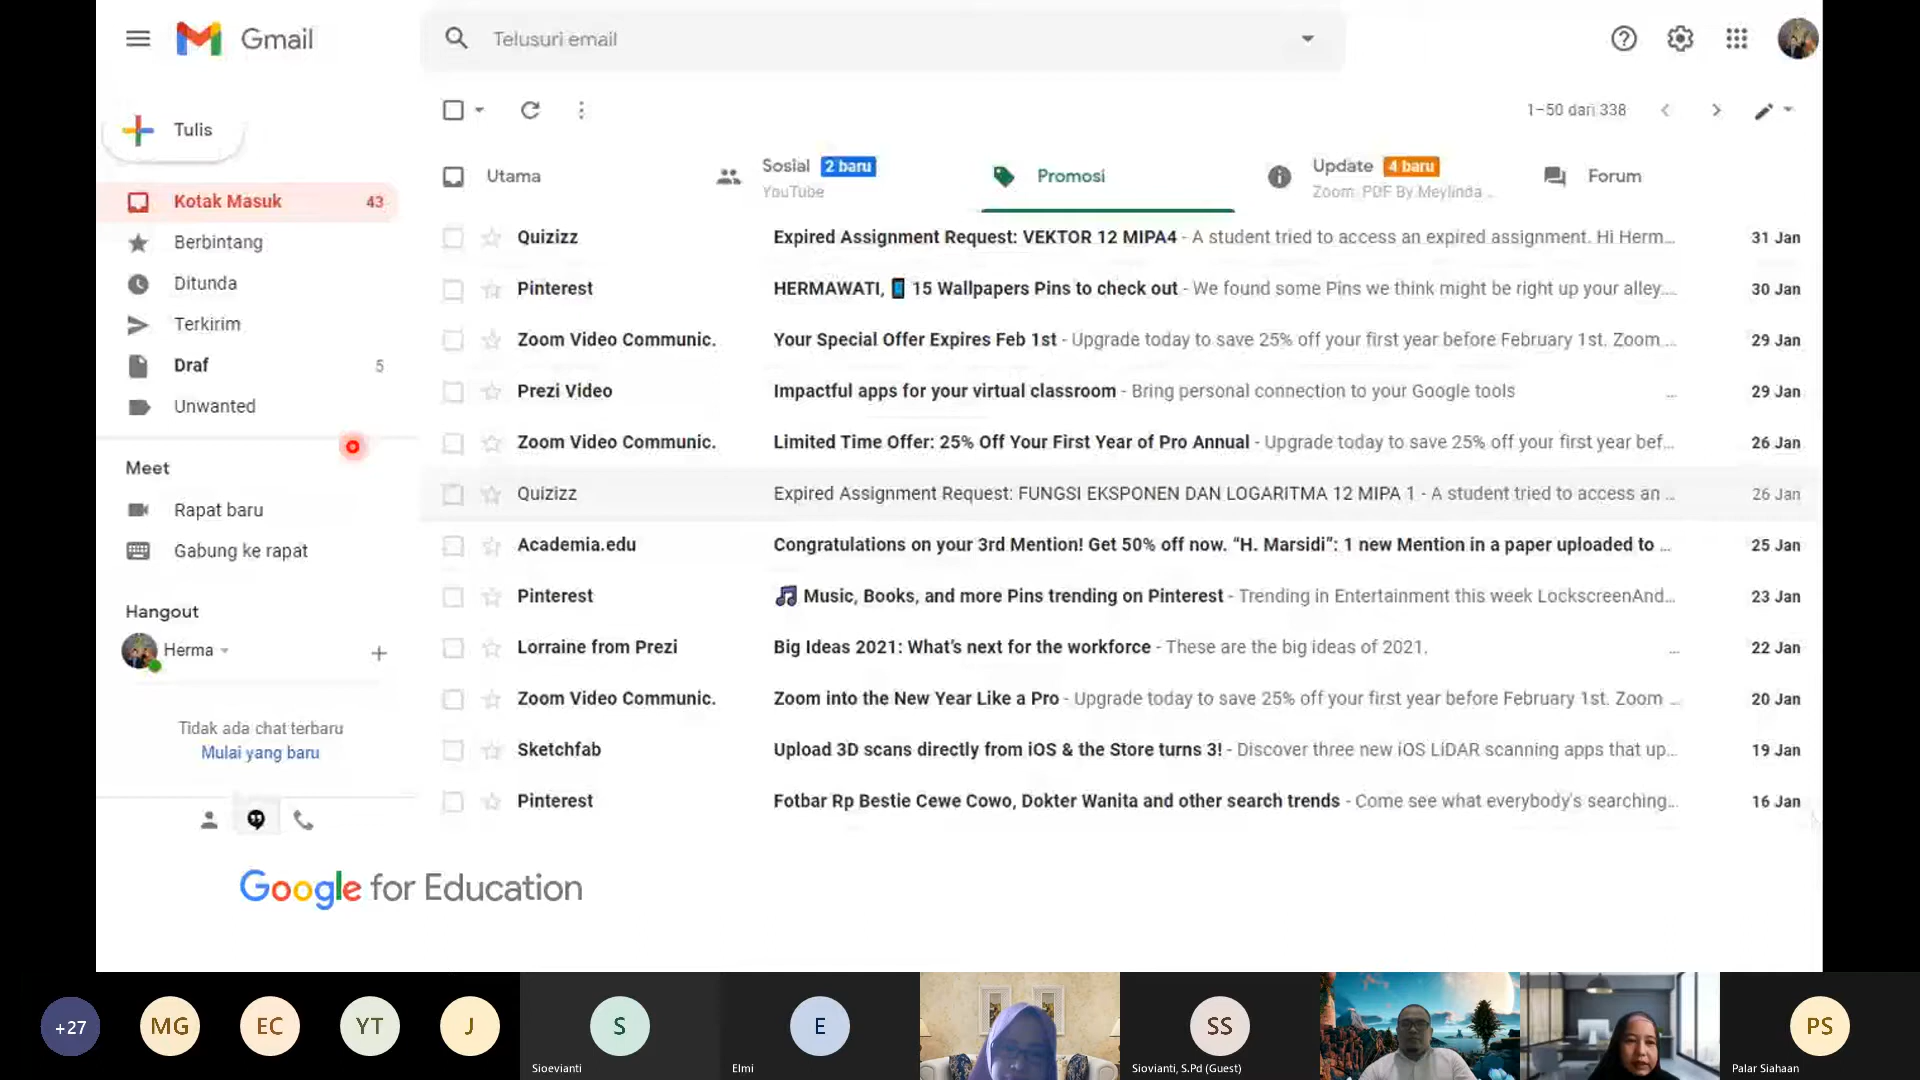 Gmail
Telusuri email
Tulis
1–50 dari 338
Utama
Sosial 2 baru
YouTube
Promosi
Update 4 baru
Zoom, PDF By Meylinda ...
Forum
Kotak Masuk 43
Berbintang
Ditunda
Terkirim
Draf 5
Unwanted
Meet
Rapat baru
Gabung ke rapat
Hangout
Herma
Tidak ada chat terbaru
Mulai yang baru
Quizizz Expired Assignment Request: VEKTOR 12 MIPA4 - A student tried to access an expired assignment. Hi Herm... 31 Jan
Pinterest HERMAWATI, 📱 15 Wallpapers Pins to check out - We found some Pins we think might be right up your alley.... 30 Jan
Zoom Video Communic. Your Special Offer Expires Feb 1st - Upgrade today to save 25% off your first year before February 1st. Zoom ... 29 Jan
Prezi Video Impactful apps for your virtual classroom - Bring personal connection to your Google tools ... 29 Jan
Zoom Video Communic. Limited Time Offer: 25% Off Your First Year of Pro Annual - Upgrade today to save 25% off your first year bef... 26 Jan
Quizizz Expired Assignment Request: FUNGSI EKSPONEN DAN LOGARITMA 12 MIPA 1 - A student tried to access an ... 26 Jan
Academia.edu Congratulations on your 3rd Mention! Get 50% off now. “H. Marsidi”: 1 new Mention in a paper uploaded to ... 25 Jan
Pinterest 🎵 Music, Books, and more Pins trending on Pinterest - Trending in Entertainment this week LockscreenAnd... 23 Jan
Lorraine from Prezi Big Ideas 2021: What’s next for the workforce - These are the big ideas of 2021. ... 22 Jan
Zoom Video Communic. Zoom into the New Year Like a Pro - Upgrade today to save 25% off your first year before February 1st. Zoom ... 20 Jan
Sketchfab Upload 3D scans directly from iOS & the Store turns 3! - Discover three new iOS LiDAR scanning apps that up... 19 Jan
Pinterest Fotbar Rp Bestie Cewe Cowo, Dokter Wanita and other search trends - Come see what everybody's searching... 16 Jan
Google for Education
+27
MG
EC
YT
J
S
Sioevianti
E
Elmi
SS
Siovianti, S.Pd (Guest)
PS
Palar Siahaan